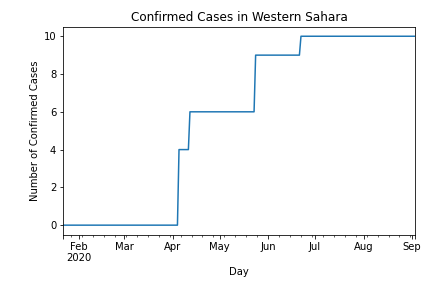 Confirmed Cases in Western Sahara
Number of Confirmed Cases
10
8
6
4
2
0
Feb Mar Apr May Jun Jul Aug Sep
2020
Day